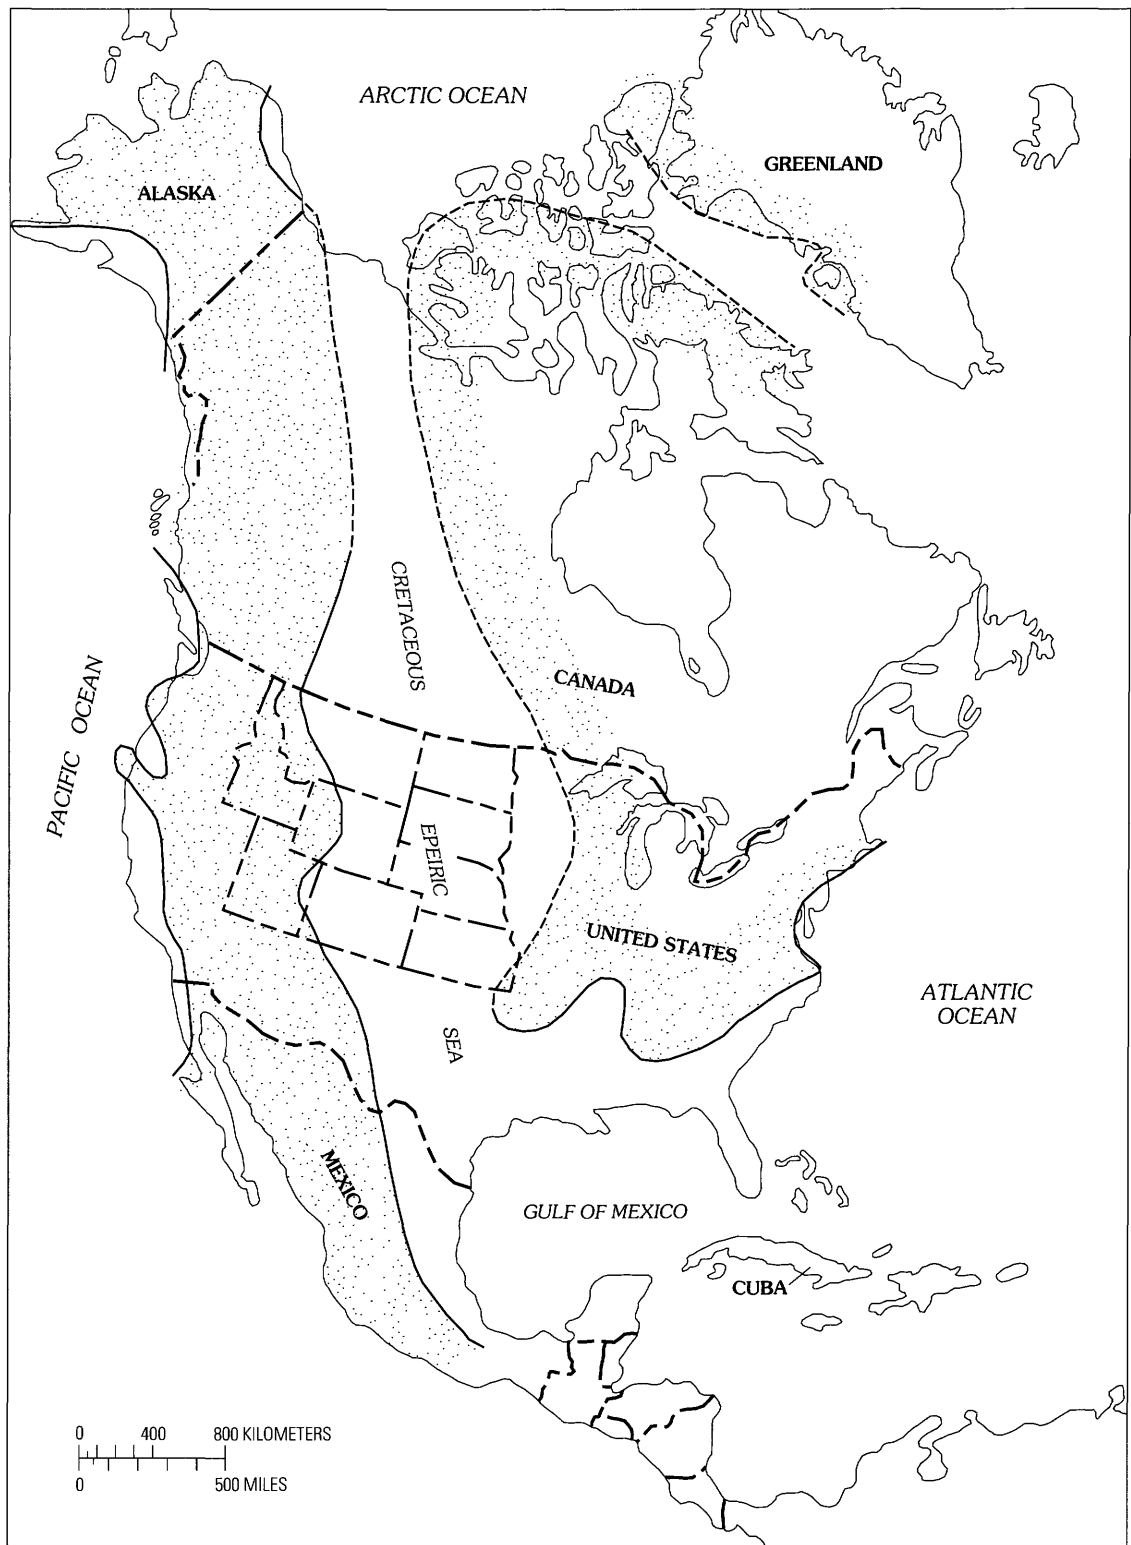 ARCTIC OCEAN
GREENLAND
ALASKA
CRETACEOUS
CANADA
PACIFIC OCEAN
EPEIRIC
UNITED STATES
ATLANTIC
OCEAN
SEA
MEXICO
GULF OF MEXICO
CUBA
0 400 800 KILOMETERS
0 500 MILES